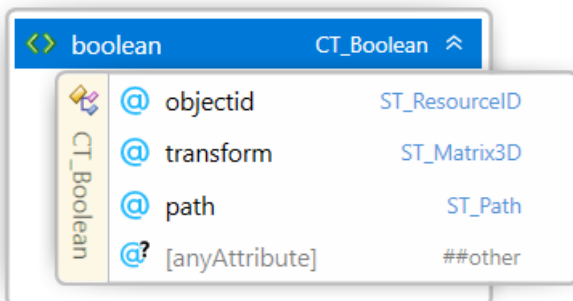 <> boolean CT_Boolean
CT_Boolean
@ objectid ST_ResourceID
@ transform ST_Matrix3D
@ path ST_Path
@? [anyAttribute] ##other